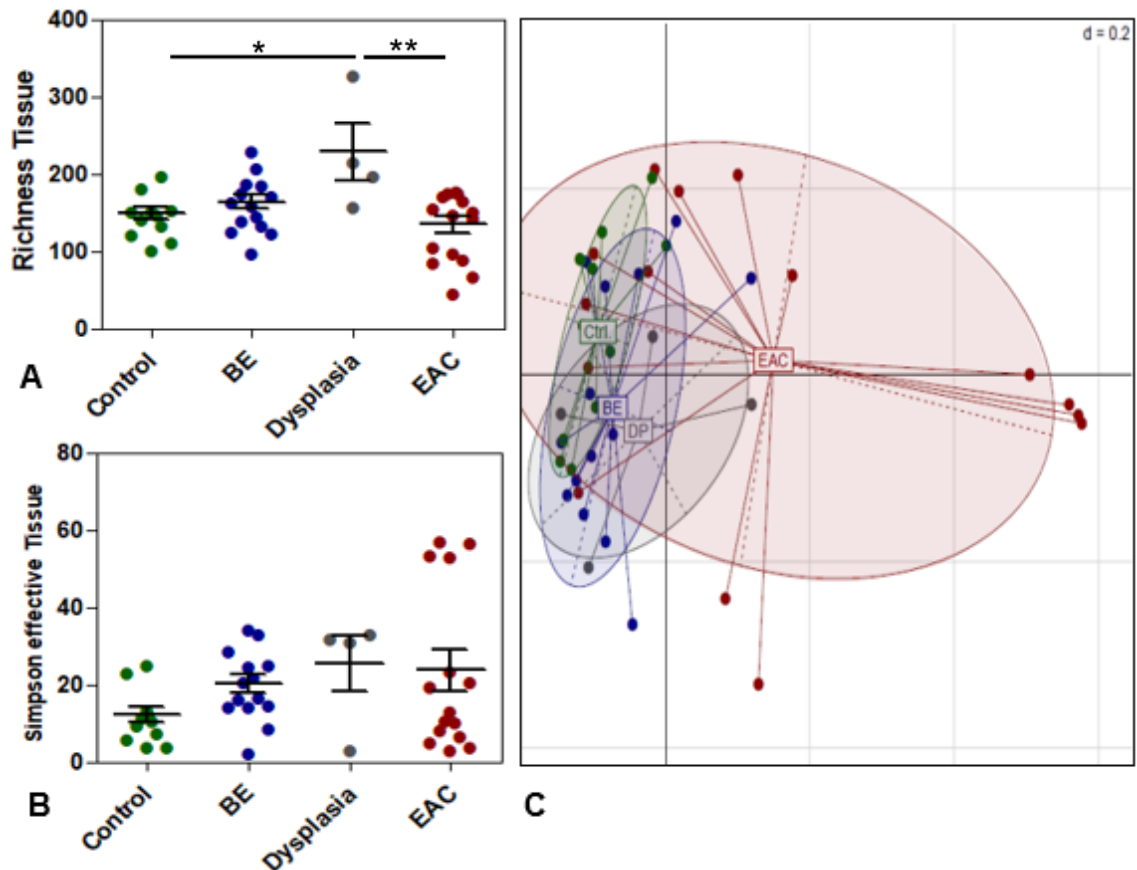 400
300
200
100
0
Richness Tissue
*
**
Control
BE
Dysplasia
EAC
A
80
60
40
20
0
Simpson effective Tissue
Control
BE
Dysplasia
EAC
B
d = 0.2
Ctrl.
EAC
BE
DP
C